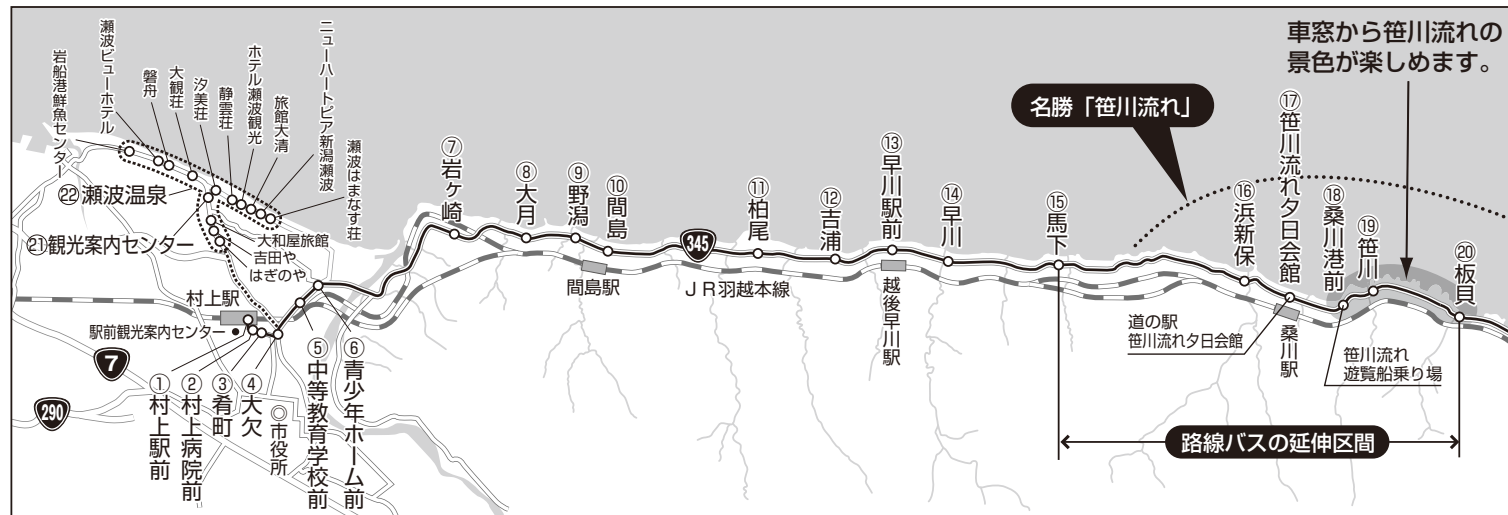 岩船港鮮魚センター
瀬波ビューホテル
磐舟
大観荘
汐美荘
静雲荘
ホテル瀬波観光
旅館大清
ニューハートピア新潟瀬波
瀬波はまなす荘
㉒瀬波温泉
㉑観光案内センター
大和屋旅館
吉田や
はぎのや
村上駅
駅前観光案内センター
7
290
①村上駅前
②村上病院前
③肴町
④大欠
◎市役所
⑤中等教育学校前
⑥青少年ホーム前
⑦岩ヶ崎
⑧大月
⑨野潟
⑩間島
間島駅
345
JR羽越本線
⑪柏尾
⑫吉浦
⑬早川駅前
越後早川駅
⑭早川
⑮馬下
名勝「笹川流れ」
車窓から笹川流れの
景色が楽しめます。
⑯浜新保
⑰笹川流れ夕日会館
道の駅
笹川流れ夕日会館
桑川駅
⑱桑川港前
⑲笹川
⑳板貝
笹川流れ
遊覧船乗り場
路線バスの延伸区間